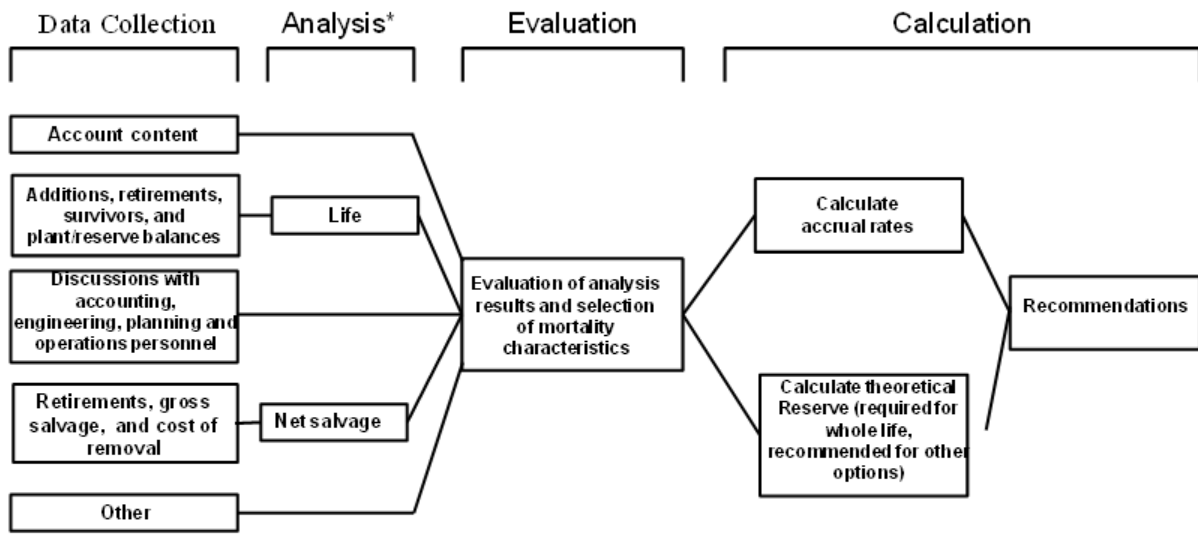 Data Collection
Analysis*
Evaluation
Calculation
Account content
Additions, retirements,
survivors, and
plant/reserve balances
Life
Discussions with
accounting,
engineering, planning and
operations personnel
Retirements, gross
salvage, and cost of
removal
Net salvage
Other
Evaluation of analysis
results and selection
of mortality
characteristics
Calculate
accrual rates
Calculate theoretical
Reserve (required for
whole life,
recommended for other
options)
Recommendations